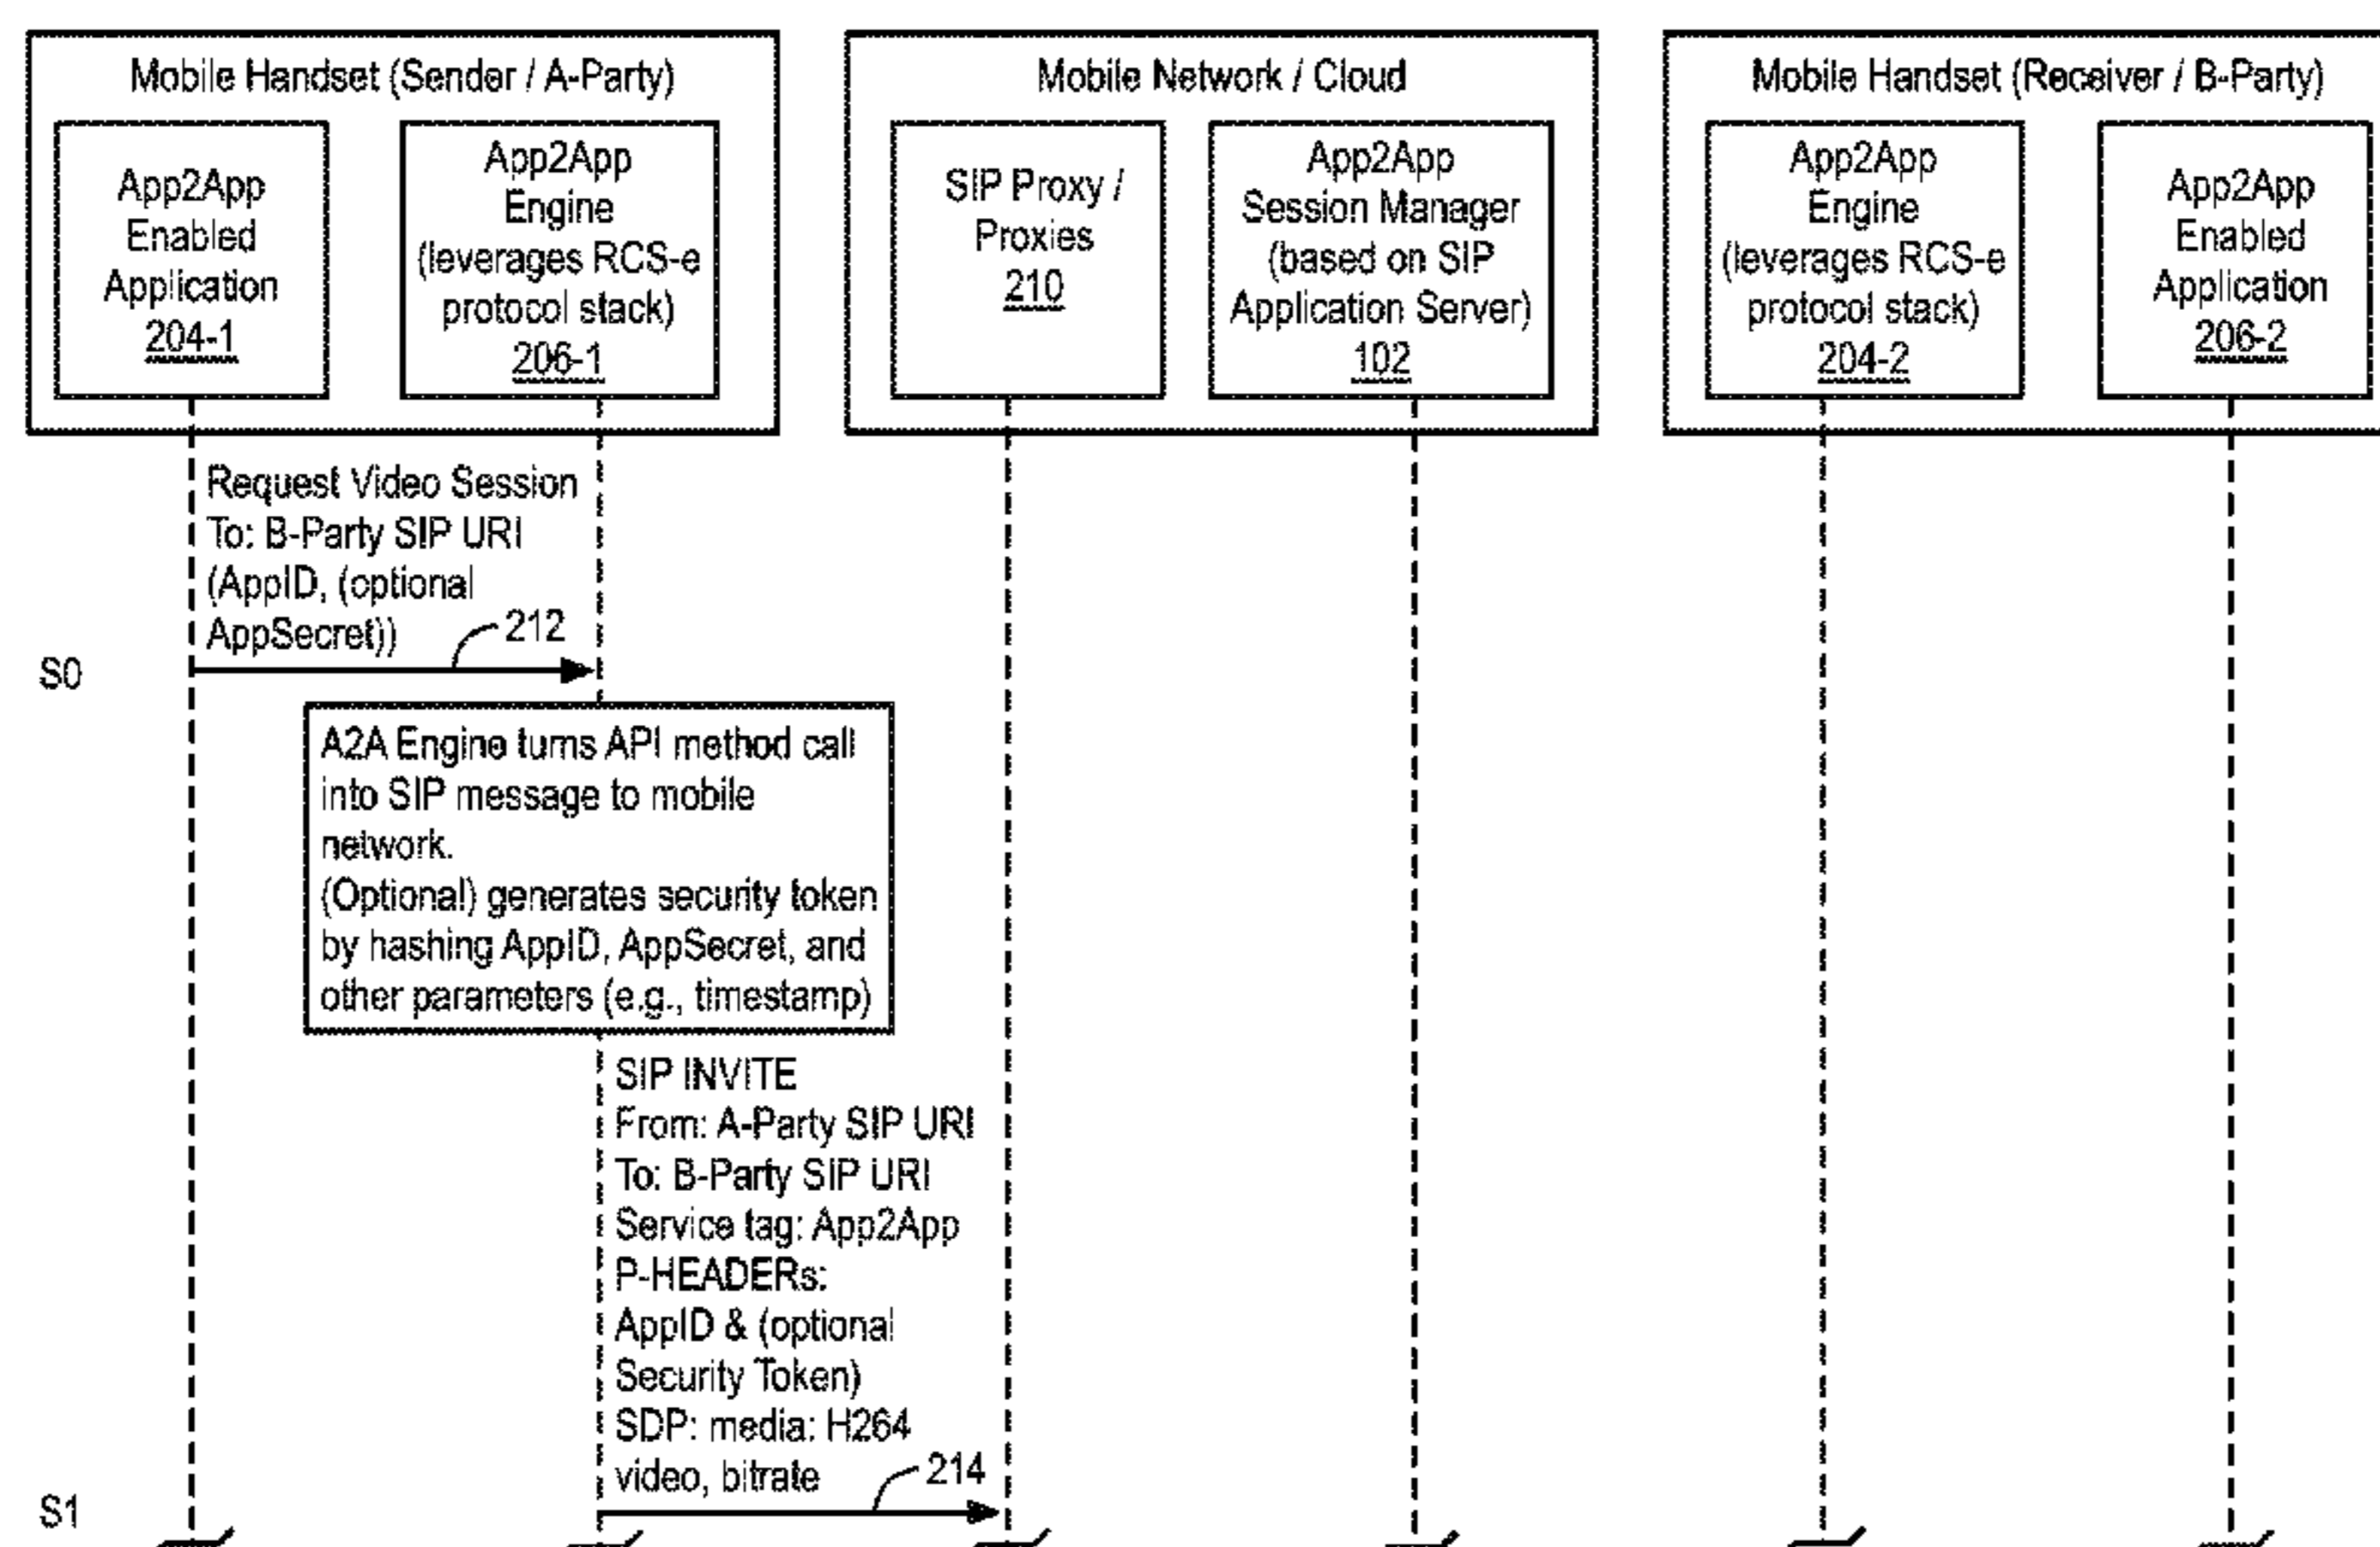 Mobile Handset (Sender / A-Party)
App2App
Enabled
Application
204-1
App2App
Engine
(leverages RCS-e
protocol stack)
206-1
Mobile Network / Cloud
SIP Proxy /
Proxies
210
App2App
Session Manager
(based on SIP
Application Server)
102
Mobile Handset (Receiver / B-Party)
App2App
Engine
(leverages RCS-e
protocol stack)
204-2
App2App
Enabled
Application
206-2
Request Video Session
To: B-Party SIP URI
(AppID, (optional
AppSecret))
212
S0
A2A Engine turns API method call
into SIP message to mobile
network.
(Optional) generates security token
by hashing AppID, AppSecret, and
other parameters (e.g., timestamp)
SIP INVITE
From: A-Party SIP URI
To: B-Party SIP URI
Service tag: App2App
P-HEADERs:
AppID & (optional
Security Token)
SDP: media: H264
video, bitrate
214
S1